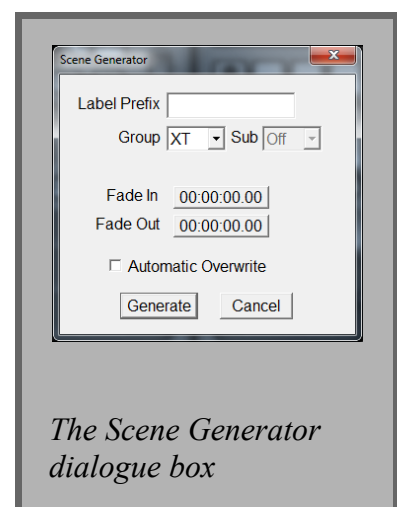 Scene Generator
Label Prefix
Group XT Sub Off
Fade In 00:00:00.00
Fade Out 00:00:00.00
Automatic Overwrite
Generate Cancel
The Scene Generator
dialogue box